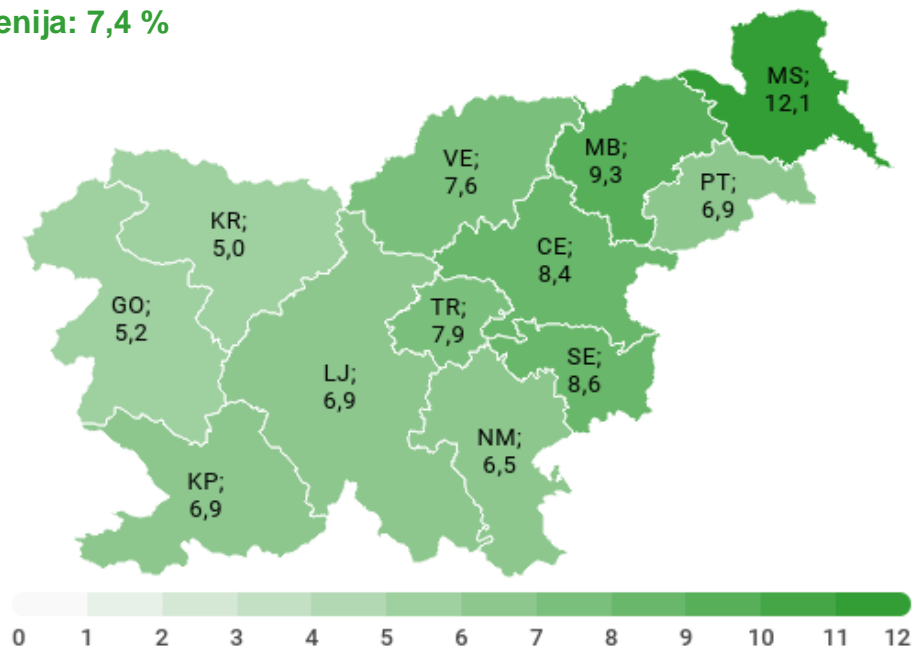 enija: 7,4 %
MS;
12,1
MB;
9,3
VE;
7,6
PT;
6,9
KR;
5,0
CE;
8,4
GO;
5,2
TR;
7,9
SE;
8,6
LJ;
6,9
NM;
6,5
KP;
6,9
0 1 2 3 4 5 6 7 8 9 10 11 12